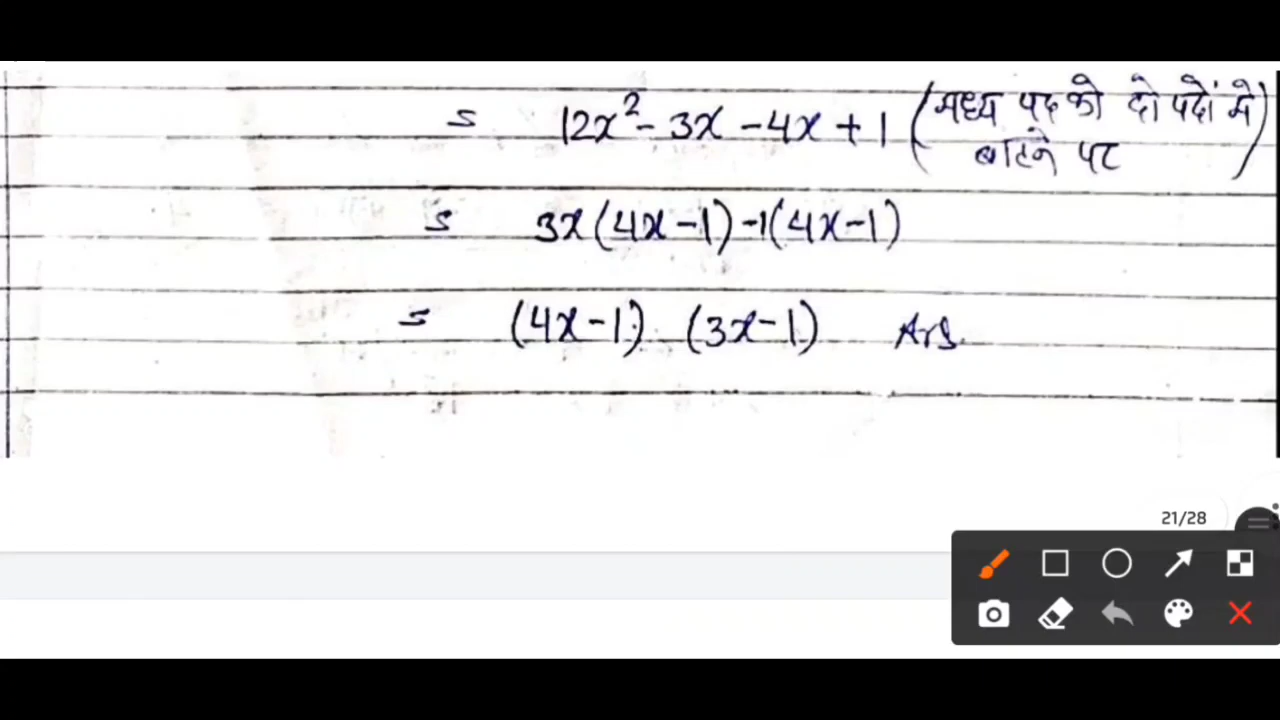 = 12x² - 3x - 4x + 1 (मध्य पद को दो पदों में
बाटने पर)
= 3x(4x-1) -1(4x-1)
= (4x-1) (3x-1) Ans.
21/28